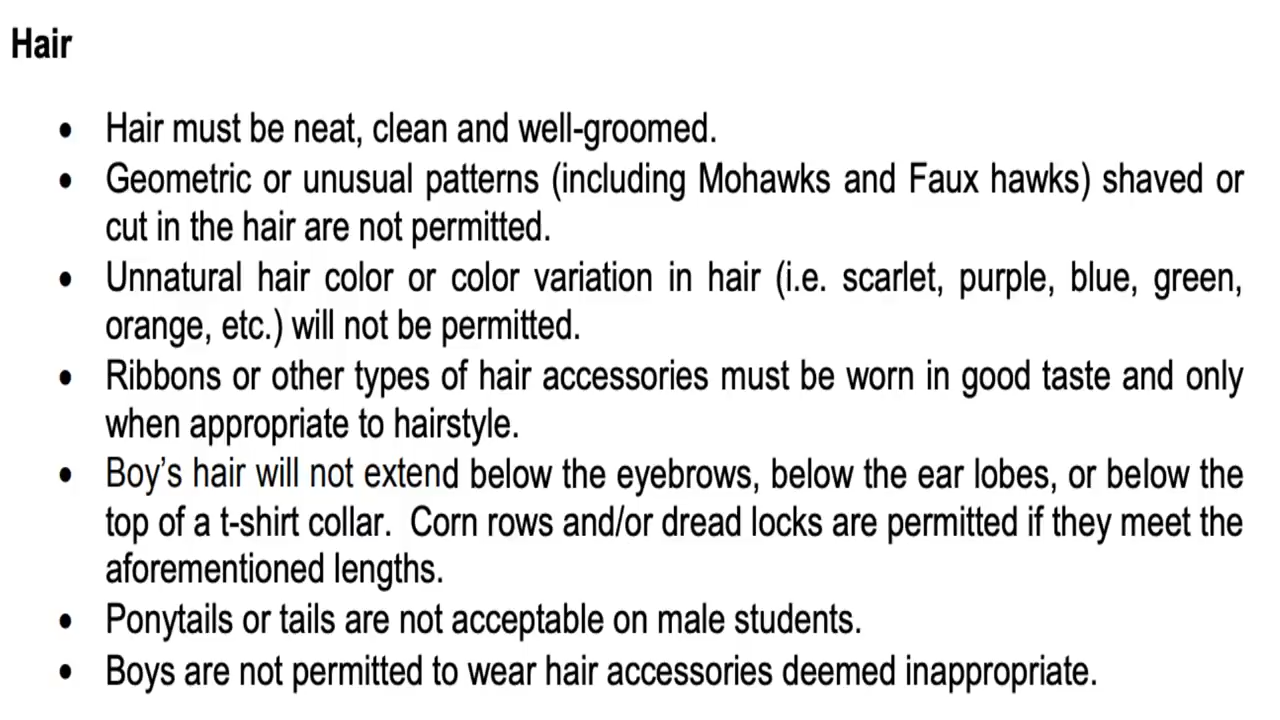 Hair
• Hair must be neat, clean and well-groomed.
• Geometric or unusual patterns (including Mohawks and Faux hawks) shaved or
cut in the hair are not permitted.
• Unnatural hair color or color variation in hair (i.e. scarlet, purple, blue, green,
orange, etc.) will not be permitted.
• Ribbons or other types of hair accessories must be worn in good taste and only
when appropriate to hairstyle.
• Boy’s hair will not extend below the eyebrows, below the ear lobes, or below the
top of a t-shirt collar.  Corn rows and/or dread locks are permitted if they meet the
aforementioned lengths.
• Ponytails or tails are not acceptable on male students.
• Boys are not permitted to wear hair accessories deemed inappropriate.